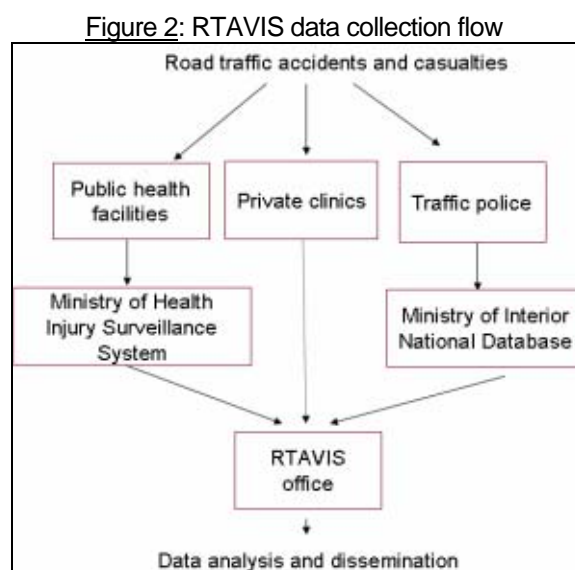 Figure 2: RTAVIS data collection flow
Road traffic accidents and casualties
Public health
facilities
Private clinics
Traffic police
Ministry of Health
Injury Surveillance
System
Ministry of Interior
National Database
RTAVIS
office
Data analysis and dissemination